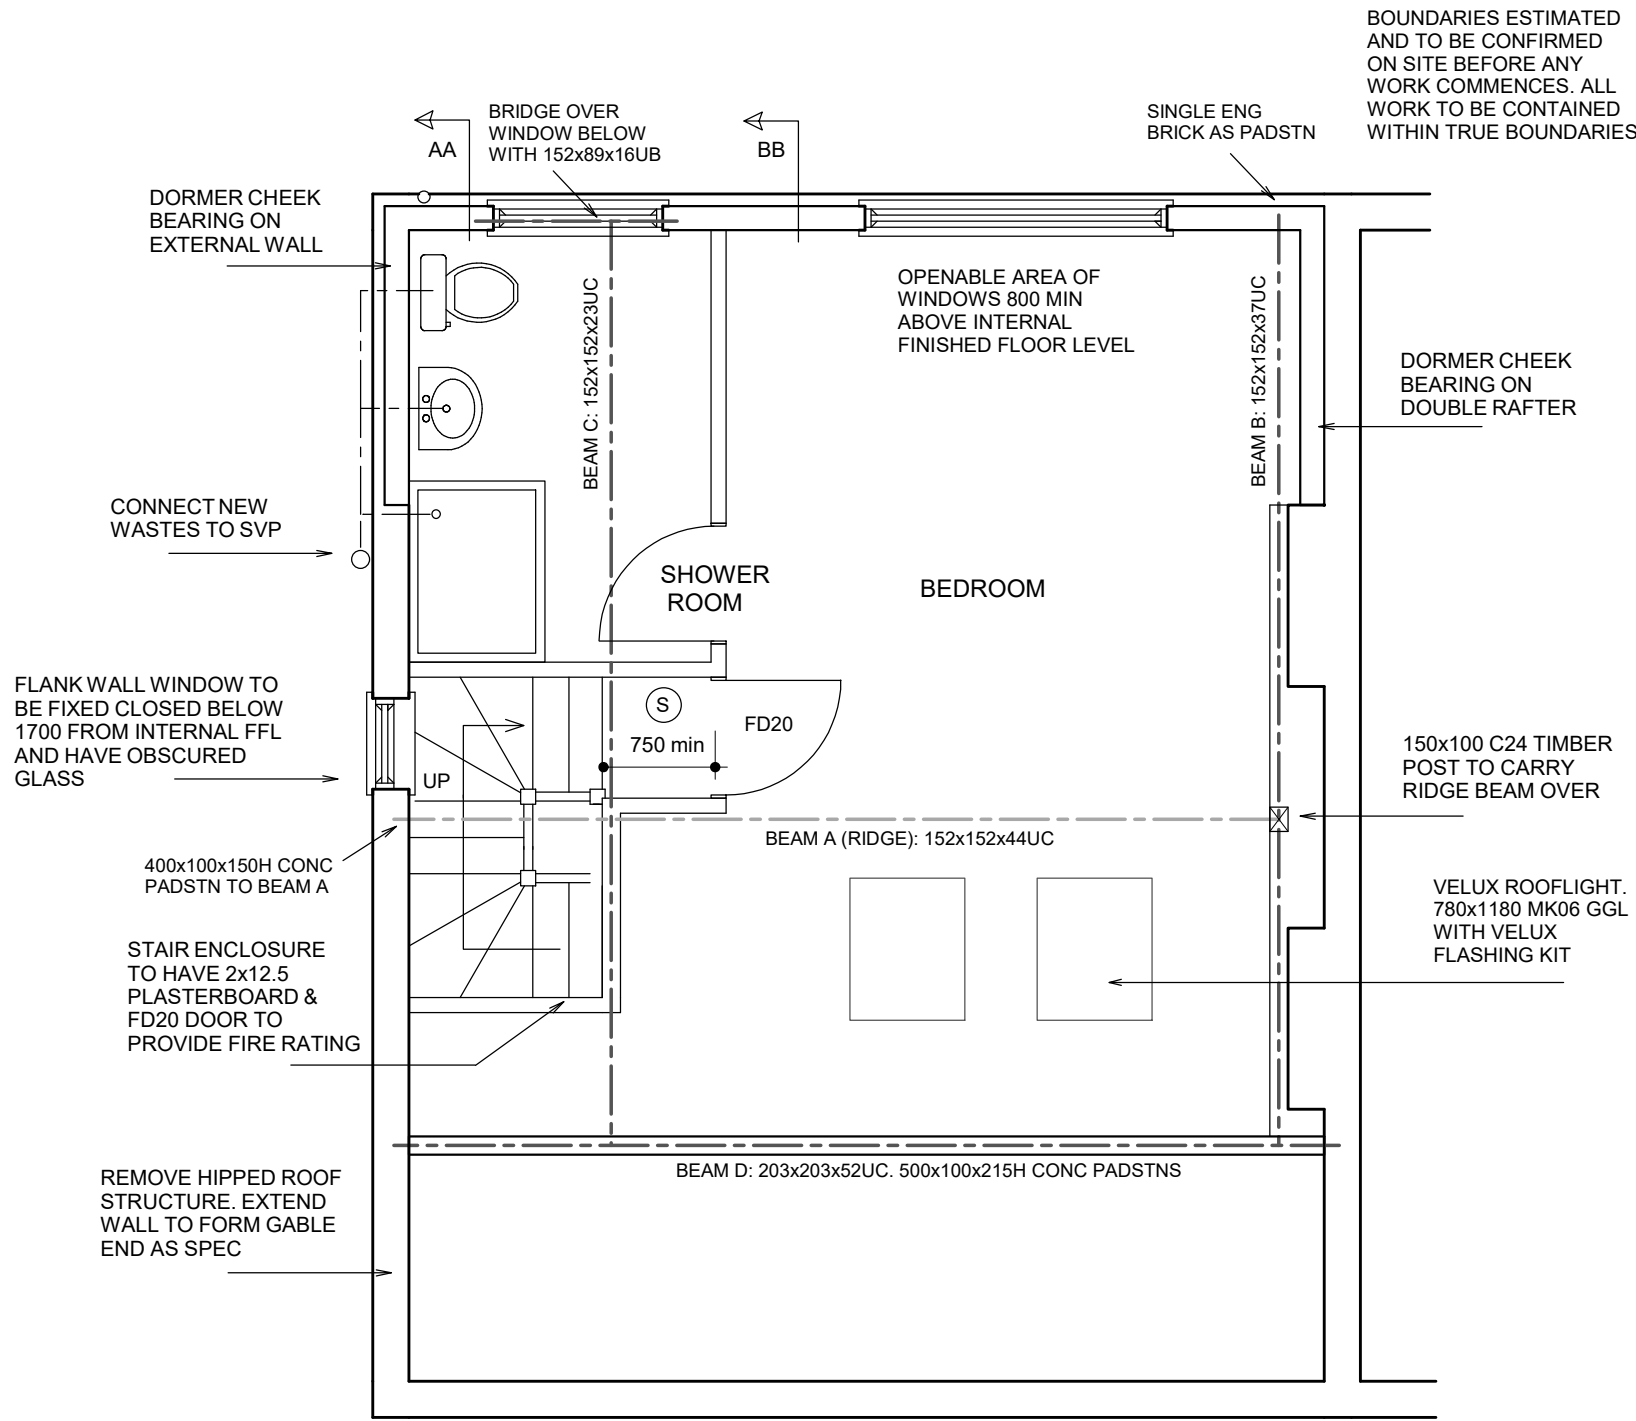 BOUNDARIES ESTIMATED
AND TO BE CONFIRMED
ON SITE BEFORE ANY
WORK COMMENCES. ALL
WORK TO BE CONTAINED
WITHIN TRUE BOUNDARIES
AA
BRIDGE OVER
WINDOW BELOW
WITH 152x89x16UB
BB
SINGLE ENG
BRICK AS PADSTN
DORMER CHEEK
BEARING ON
EXTERNAL WALL
BEAM C: 152x152x23UC
OPENABLE AREA OF
WINDOWS 800 MIN
ABOVE INTERNAL
FINISHED FLOOR LEVEL
BEAM B: 152x152x37UC
DORMER CHEEK
BEARING ON
DOUBLE RAFTER
CONNECT NEW
WASTES TO SVP
SHOWER
ROOM
BEDROOM
FLANK WALL WINDOW TO
BE FIXED CLOSED BELOW
1700 FROM INTERNAL FFL
AND HAVE OBSCURED
GLASS
S
FD20
750 min
UP
150x100 C24 TIMBER
POST TO CARRY
RIDGE BEAM OVER
BEAM A (RIDGE): 152x152x44UC
400x100x150H CONC
PADSTN TO BEAM A
VELUX ROOFLIGHT.
780x1180 MK06 GGL
WITH VELUX
FLASHING KIT
STAIR ENCLOSURE
TO HAVE 2x12.5
PLASTERBOARD &
FD20 DOOR TO
PROVIDE FIRE RATING
BEAM D: 203x203x52UC. 500x100x215H CONC PADSTNS
REMOVE HIPPED ROOF
STRUCTURE. EXTEND
WALL TO FORM GABLE
END AS SPEC